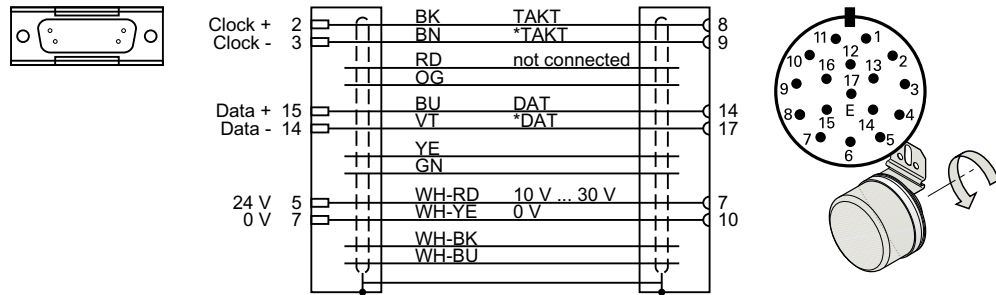 Clock + 2 BK TAKT 8
Clock - 3 BN *TAKT 9
RD not connected
OG
Data + 15 BU DAT 14
Data - 14 VT *DAT 17
YE
GN
24 V 5 WH-RD 10 V ... 30 V 7
0 V 7 WH-YE 0 V 10
WH-BK
WH-BU
11 1
10 12 2
16 13
9 17 3
8 E 4
15 14
7 5
6